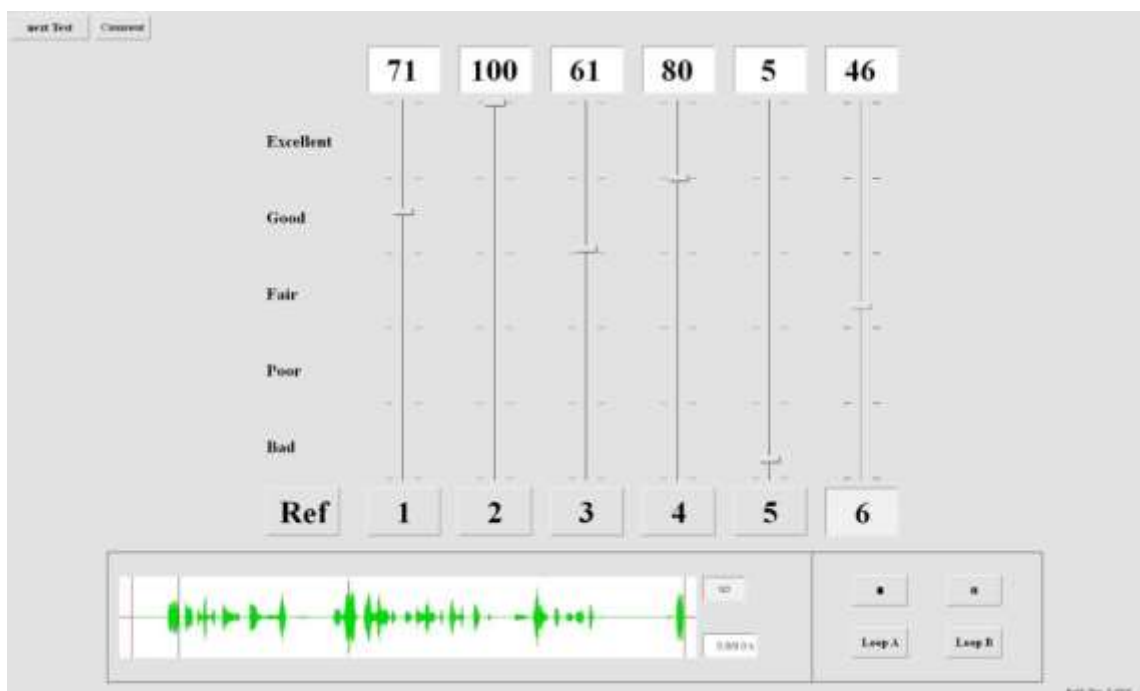 next Test Comment
71 100 61 80 5 46
Excellent
Good
Fair
Poor
Bad
Ref 1 2 3 4 5 6
Loop A Loop B